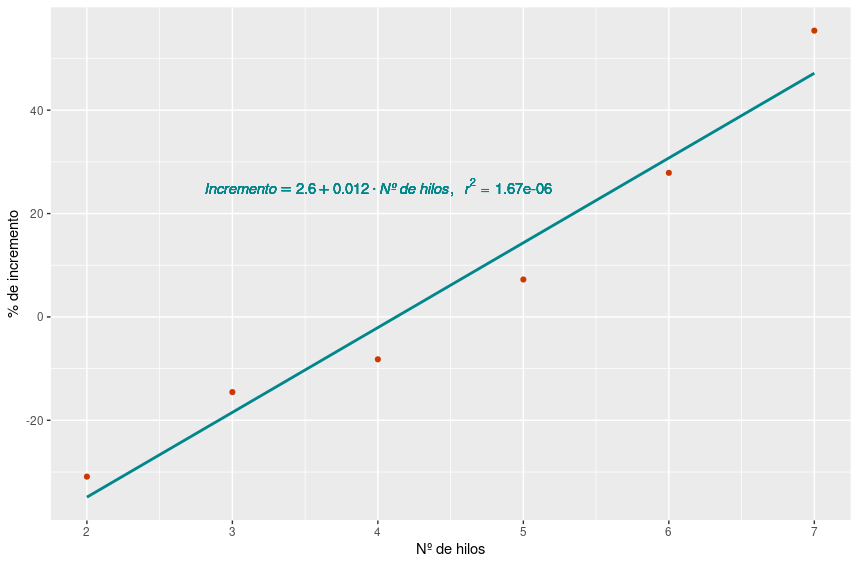 40
20
0
-20
% de incremento
Incremento = 2.6 + 0.012 · Nº de hilos, r² = 1.67e-06
2 3 4 5 6 7
Nº de hilos